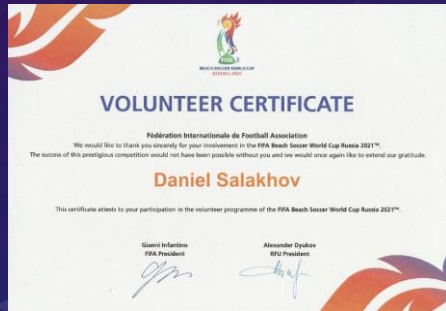 FIFA
BEACH SOCCER WORLD CUP
RUSSIA 2021
VOLUNTEER CERTIFICATE
Fédération Internationale de Football Association
We would like to thank you sincerely for your involvement in the FIFA Beach Soccer World Cup Russia 2021™.
The success of this prestigious competition would not have been possible without you and we would once again like to extend our gratitude.
Daniel Salakhov
This certificate attests to your participation in the volunteer programme of the FIFA Beach Soccer World Cup Russia 2021™.
Gianni Infantino
FIFA President
Alexander Dyukov
RFU President